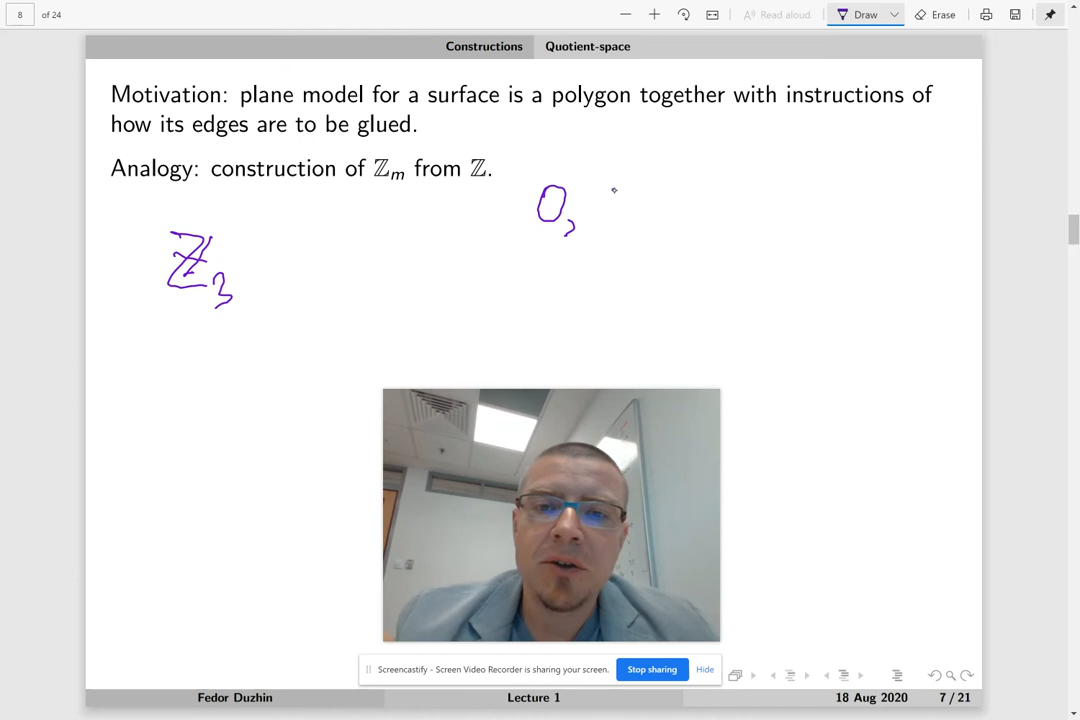 8 of 24 Read aloud Draw Erase
Constructions Quotient-space
Motivation: plane model for a surface is a polygon together with instructions of
how its edges are to be glued.
Analogy: construction of ℤₘ from ℤ.
0,
ℤ₃
Screencastify - Screen Video Recorder is sharing your screen. Stop sharing Hide
Fedor Duzhin Lecture 1 18 Aug 2020 7 / 21